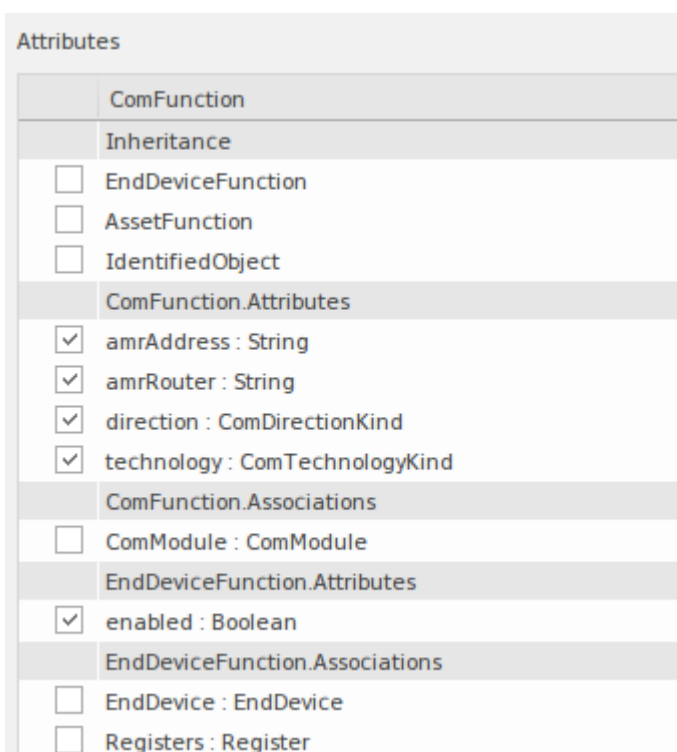 Attributes
ComFunction
Inheritance
EndDeviceFunction
AssetFunction
IdentifiedObject
ComFunction.Attributes
amrAddress : String
amrRouter : String
direction : ComDirectionKind
technology : ComTechnologyKind
ComFunction.Associations
ComModule : ComModule
EndDeviceFunction.Attributes
enabled : Boolean
EndDeviceFunction.Associations
EndDevice : EndDevice
Registers : Register